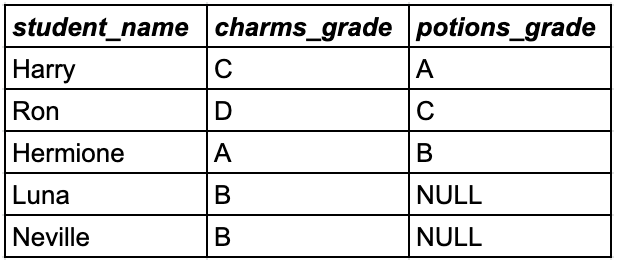 student_name charms_grade potions_grade
Harry C A
Ron D C
Hermione A B
Luna B NULL
Neville B NULL